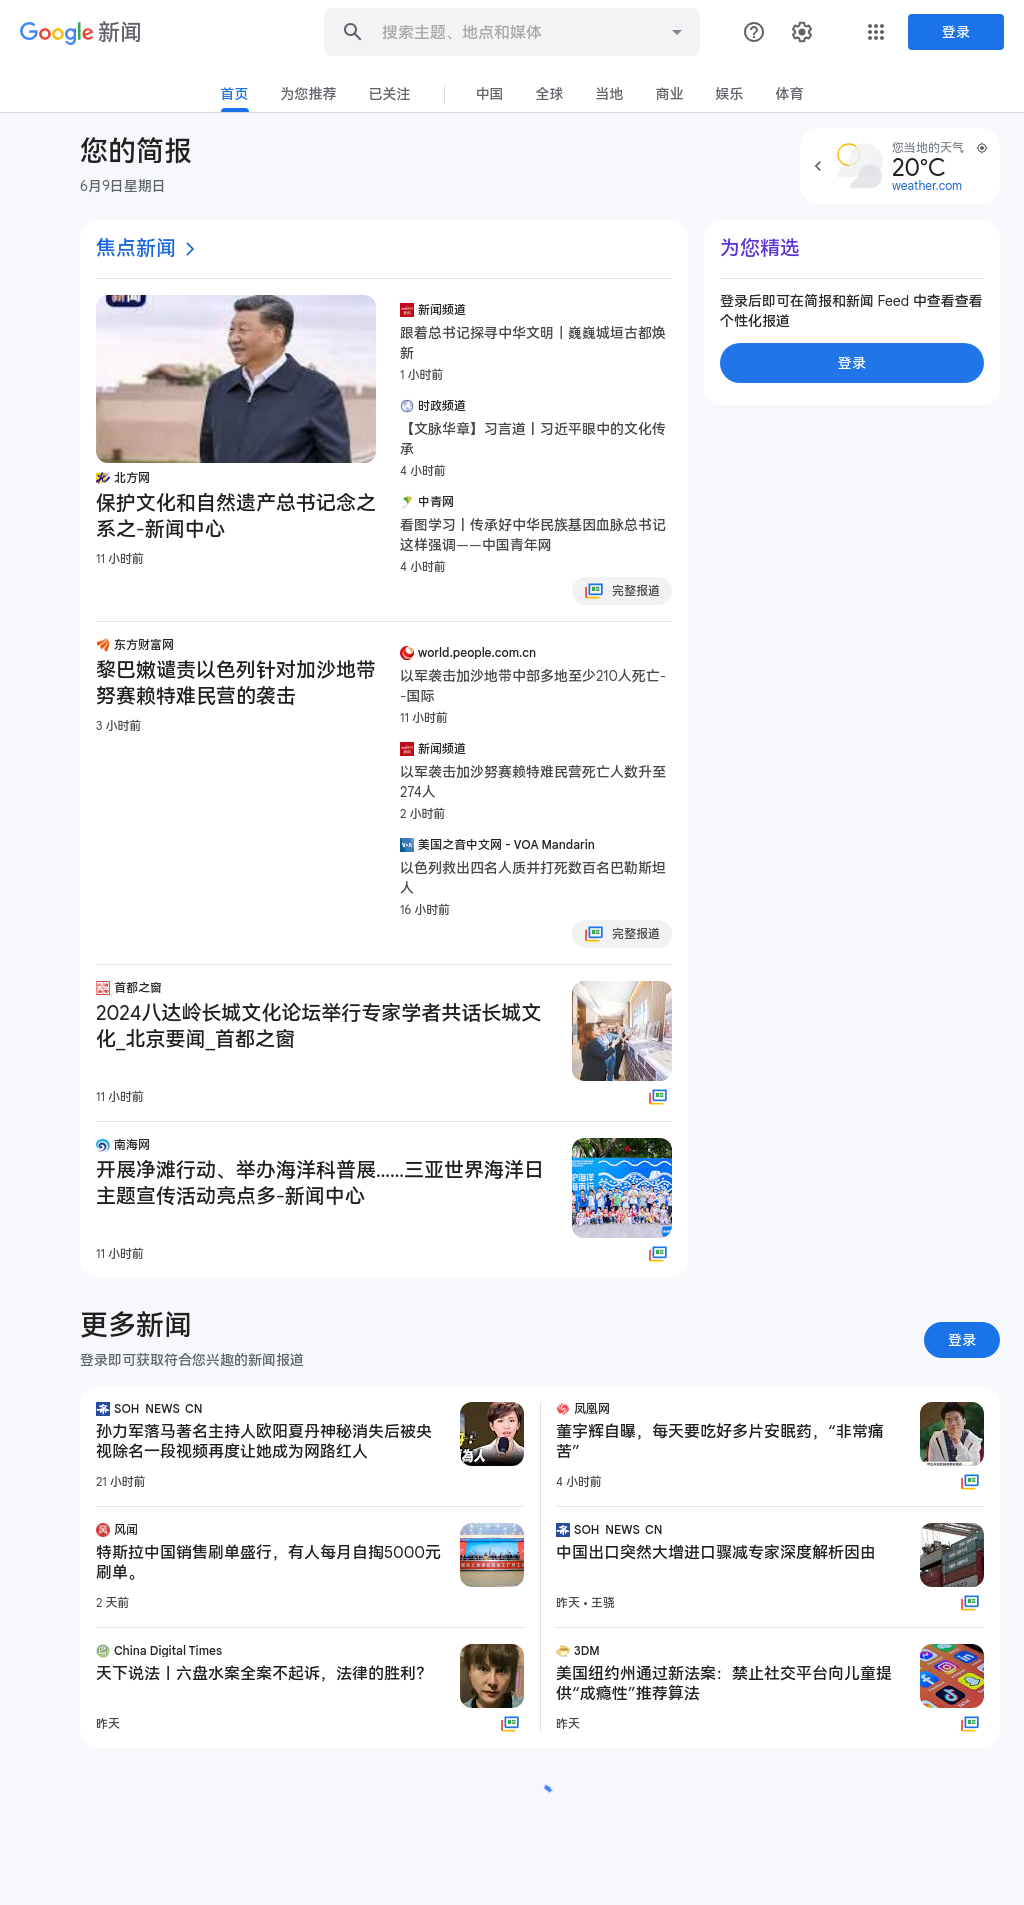 Google 新闻
搜索主题、地点和媒体
登录
首页
为您推荐
已关注
中国
全球
当地
商业
娱乐
体育
您的简报
6月9日星期日
您当地的天气
20°C
weather.com
焦点新闻
北方网
保护文化和自然遗产总书记念之
系之-新闻中心
11 小时前
新闻频道
跟着总书记探寻中华文明丨巍巍城垣古都焕
新
1 小时前
时政频道
【文脉华章】习言道丨习近平眼中的文化传
承
4 小时前
中青网
看图学习丨传承好中华民族基因血脉总书记
这样强调——中国青年网
4 小时前
完整报道
为您精选
登录后即可在简报和新闻 Feed 中查看查看
个性化报道
登录
东方财富网
黎巴嫩谴责以色列针对加沙地带
努赛赖特难民营的袭击
3 小时前
world.people.com.cn
以军袭击加沙地带中部多地至少210人死亡-
-国际
11 小时前
新闻频道
以军袭击加沙努赛赖特难民营死亡人数升至
274人
2 小时前
美国之音中文网 - VOA Mandarin
以色列救出四名人质并打死数百名巴勒斯坦
人
16 小时前
完整报道
首都之窗
2024八达岭长城文化论坛举行专家学者共话长城文
化_北京要闻_首都之窗
11 小时前
南海网
开展净滩行动、举办海洋科普展……三亚世界海洋日
主题宣传活动亮点多-新闻中心
11 小时前
更多新闻
登录即可获取符合您兴趣的新闻报道
登录
SOH NEWS CN
孙力军落马著名主持人欧阳夏丹神秘消失后被央
视除名一段视频再度让她成为网路红人
21 小时前
凤凰网
董宇辉自曝，每天要吃好多片安眠药，“非常痛
苦”
4 小时前
风闻
特斯拉中国销售刷单盛行，有人每月自掏5000元
刷单。
2 天前
SOH NEWS CN
中国出口突然大增进口骤减专家深度解析因由
昨天 • 王骁
China Digital Times
天下说法丨六盘水案全案不起诉，法律的胜利？
昨天
3DM
美国纽约州通过新法案：禁止社交平台向儿童提
供“成瘾性”推荐算法
昨天